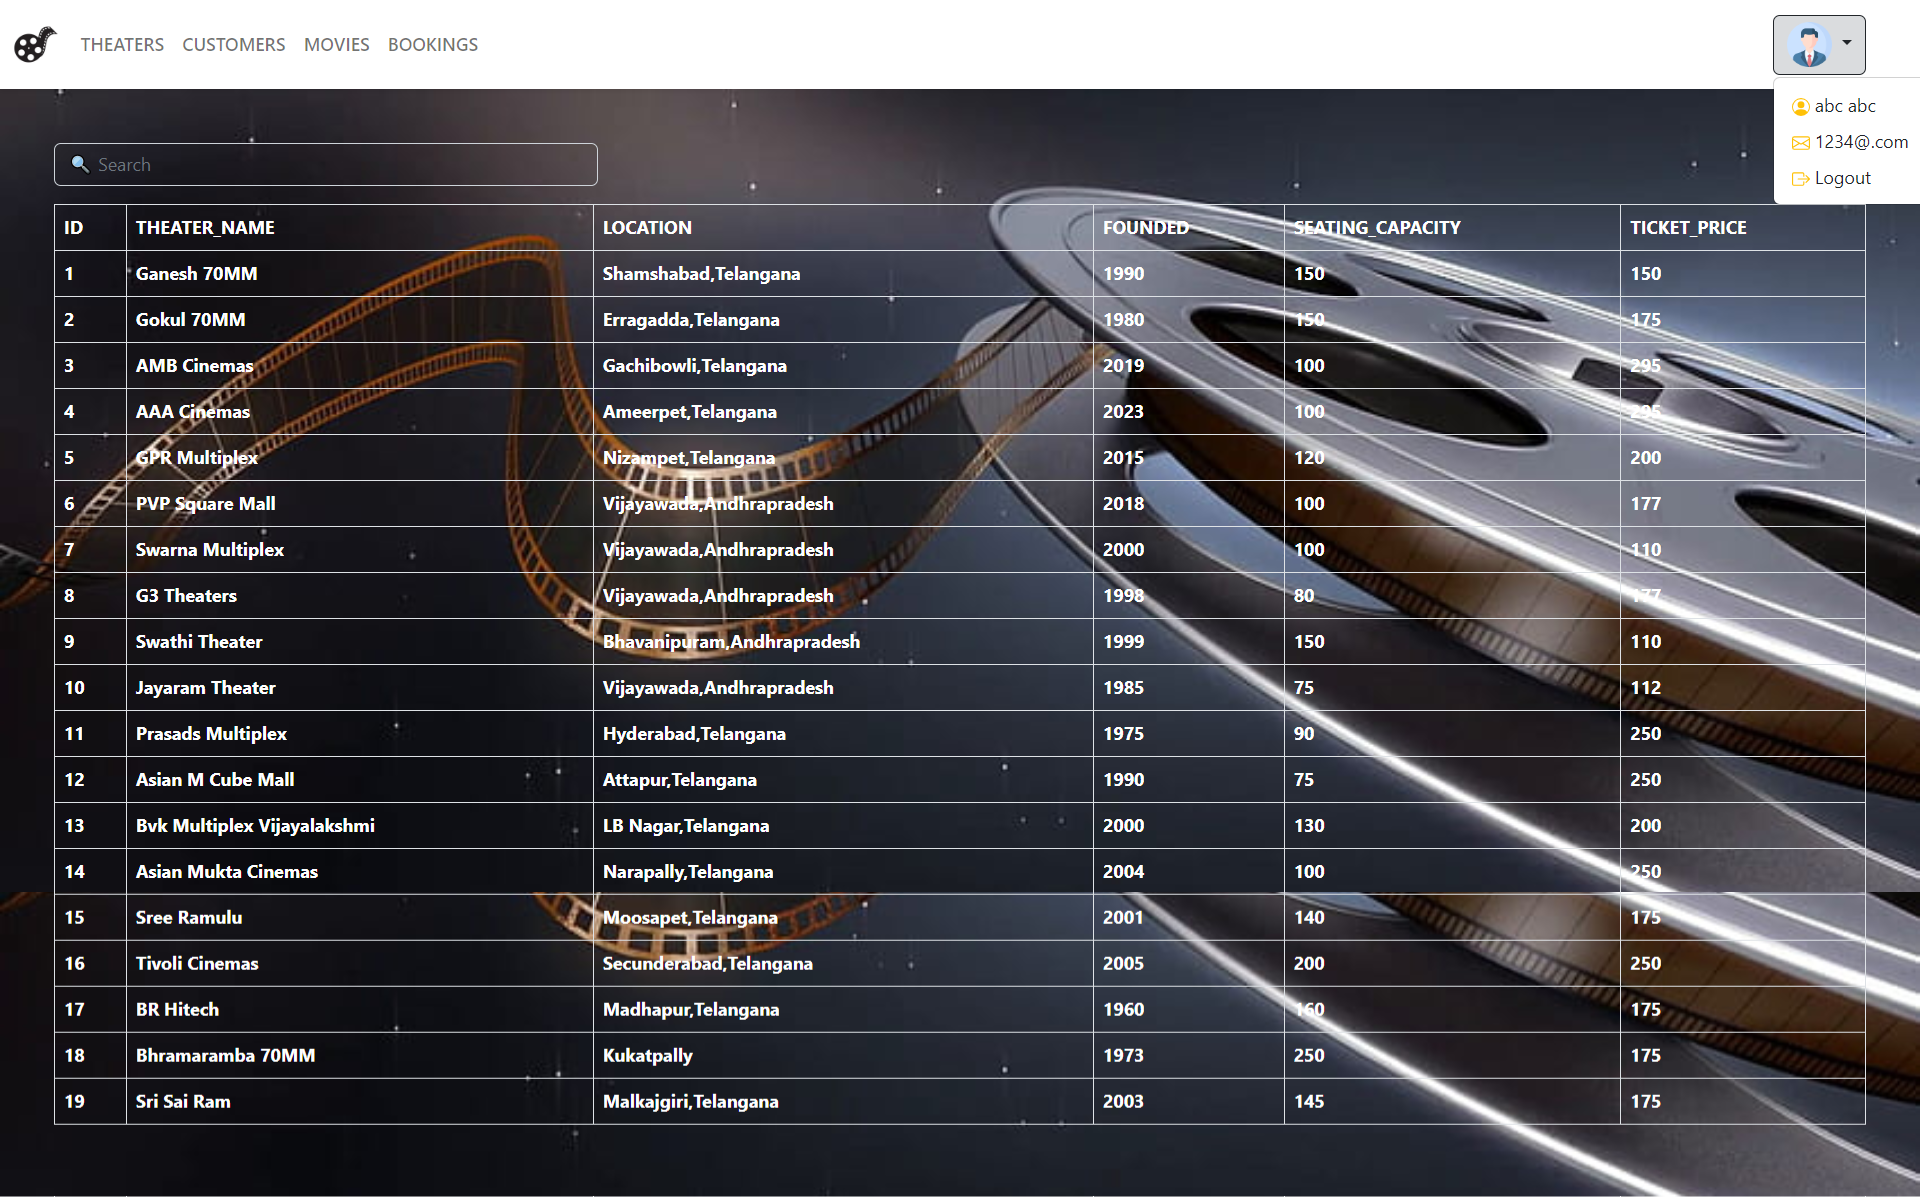 THEATERS CUSTOMERS MOVIES BOOKINGS
abc abc
1234@.com
Logout
Search
ID THEATER_NAME LOCATION FOUNDED SEATING_CAPACITY TICKET_PRICE
1 Ganesh 70MM Shamshabad,Telangana 1990 150 150
2 Gokul 70MM Erragadda,Telangana 1980 150 175
3 AMB Cinemas Gachibowli,Telangana 2019 100 295
4 AAA Cinemas Ameerpet,Telangana 2023 100 295
5 GPR Multiplex Nizampet,Telangana 2015 120 200
6 PVP Square Mall Vijayawada,Andhrapradesh 2018 100 177
7 Swarna Multiplex Vijayawada,Andhrapradesh 2000 100 110
8 G3 Theaters Vijayawada,Andhrapradesh 1998 80 177
9 Swathi Theater Bhavanipuram,Andhrapradesh 1999 150 110
10 Jayaram Theater Vijayawada,Andhrapradesh 1985 75 112
11 Prasads Multiplex Hyderabad,Telangana 1975 90 250
12 Asian M Cube Mall Attapur,Telangana 1990 75 250
13 Bvk Multiplex Vijayalakshmi LB Nagar,Telangana 2000 130 200
14 Asian Mukta Cinemas Narapally,Telangana 2004 100 250
15 Sree Ramulu Moosapet,Telangana 2001 140 175
16 Tivoli Cinemas Secunderabad,Telangana 2005 200 250
17 BR Hitech Madhapur,Telangana 1960 160 175
18 Bhramaramba 70MM Kukatpally 1973 250 175
19 Sri Sai Ram Malkajgiri,Telangana 2003 145 175